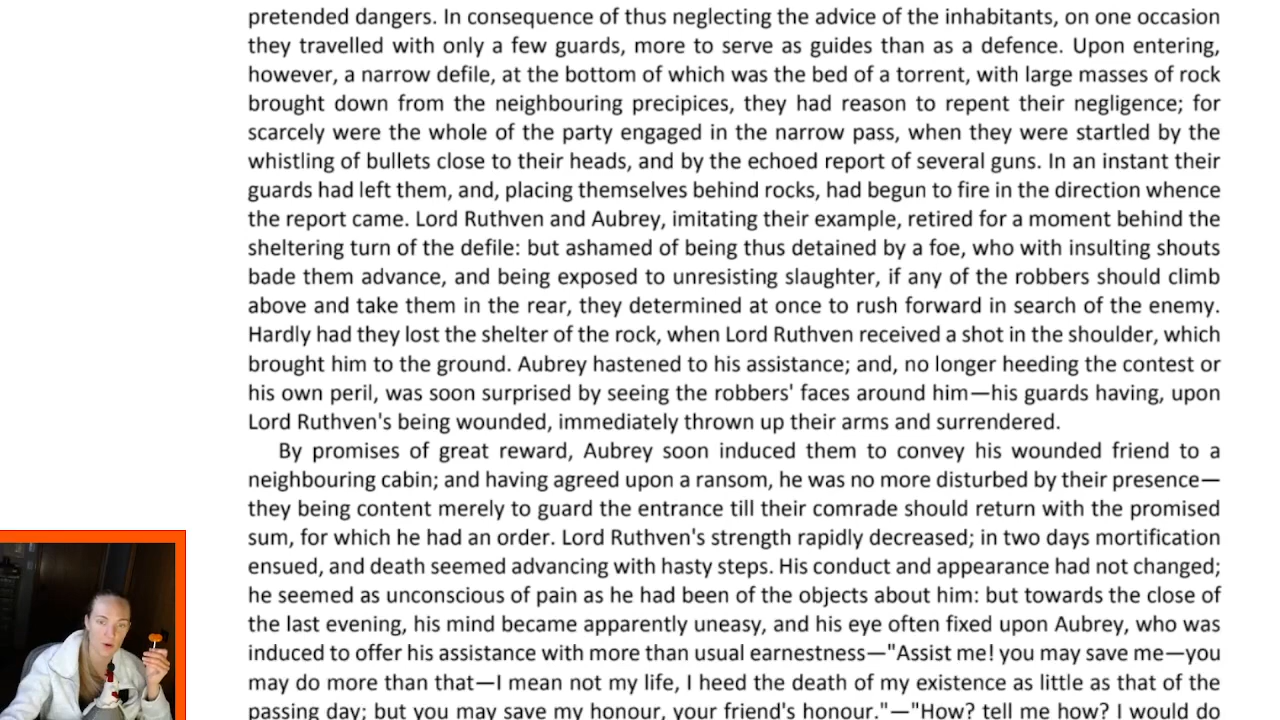 pretended dangers. In consequence of thus neglecting the advice of the inhabitants, on one occasion
they travelled with only a few guards, more to serve as guides than as a defence. Upon entering,
however, a narrow defile, at the bottom of which was the bed of a torrent, with large masses of rock
brought down from the neighbouring precipices, they had reason to repent their negligence; for
scarcely were the whole of the party engaged in the narrow pass, when they were startled by the
whistling of bullets close to their heads, and by the echoed report of several guns. In an instant their
guards had left them, and, placing themselves behind rocks, had begun to fire in the direction whence
the report came. Lord Ruthven and Aubrey, imitating their example, retired for a moment behind the
sheltering turn of the defile: but ashamed of being thus detained by a foe, who with insulting shouts
bade them advance, and being exposed to unresisting slaughter, if any of the robbers should climb
above and take them in the rear, they determined at once to rush forward in search of the enemy.
Hardly had they lost the shelter of the rock, when Lord Ruthven received a shot in the shoulder, which
brought him to the ground. Aubrey hastened to his assistance; and, no longer heeding the contest or
his own peril, was soon surprised by seeing the robbers' faces around him—his guards having, upon
Lord Ruthven's being wounded, immediately thrown up their arms and surrendered.
By promises of great reward, Aubrey soon induced them to convey his wounded friend to a
neighbouring cabin; and having agreed upon a ransom, he was no more disturbed by their presence—
they being content merely to guard the entrance till their comrade should return with the promised
sum, for which he had an order. Lord Ruthven's strength rapidly decreased; in two days mortification
ensued, and death seemed advancing with hasty steps. His conduct and appearance had not changed;
he seemed as unconscious of pain as he had been of the objects about him: but towards the close of
the last evening, his mind became apparently uneasy, and his eye often fixed upon Aubrey, who was
induced to offer his assistance with more than usual earnestness—"Assist me! you may save me—you
may do more than that—I mean not my life, I heed the death of my existence as little as that of the
passing day; but you may save my honour, your friend's honour."—"How? tell me how? I would do